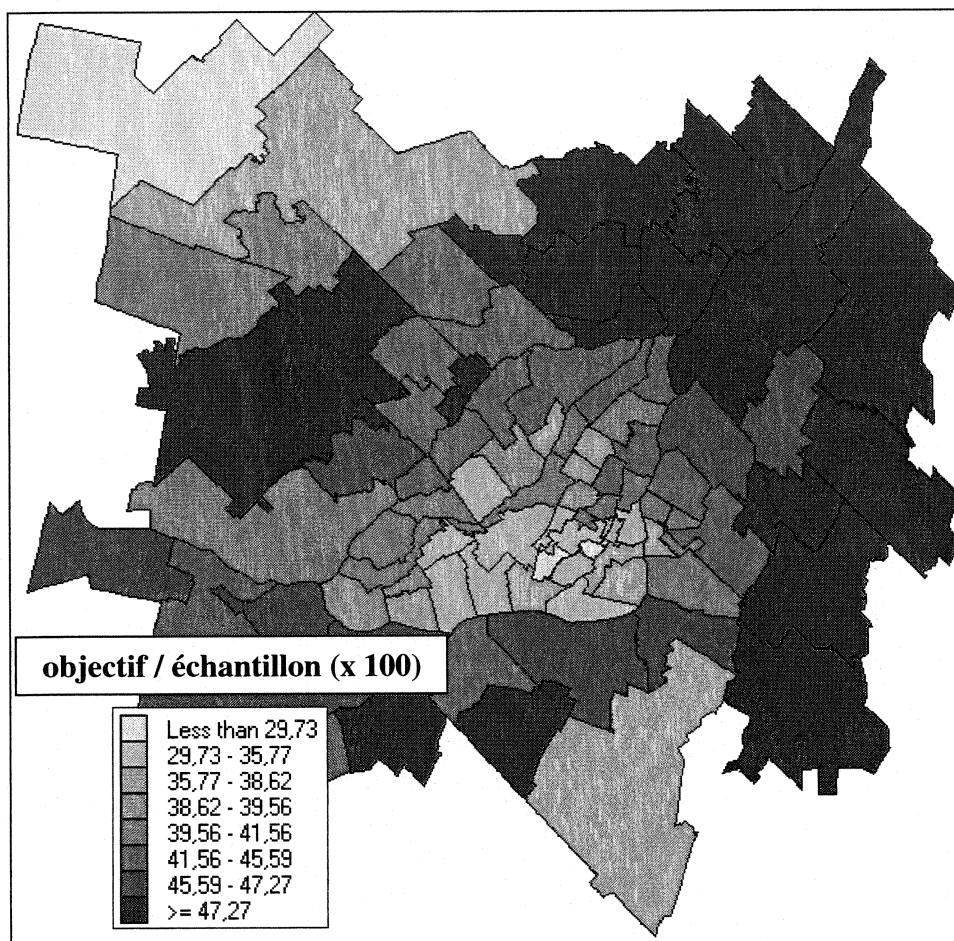 objectif / échantillon (x 100)
Less than 29,73
29,73 - 35,77
35,77 - 38,62
38,62 - 39,56
39,56 - 41,56
41,56 - 45,59
45,59 - 47,27
>= 47,27